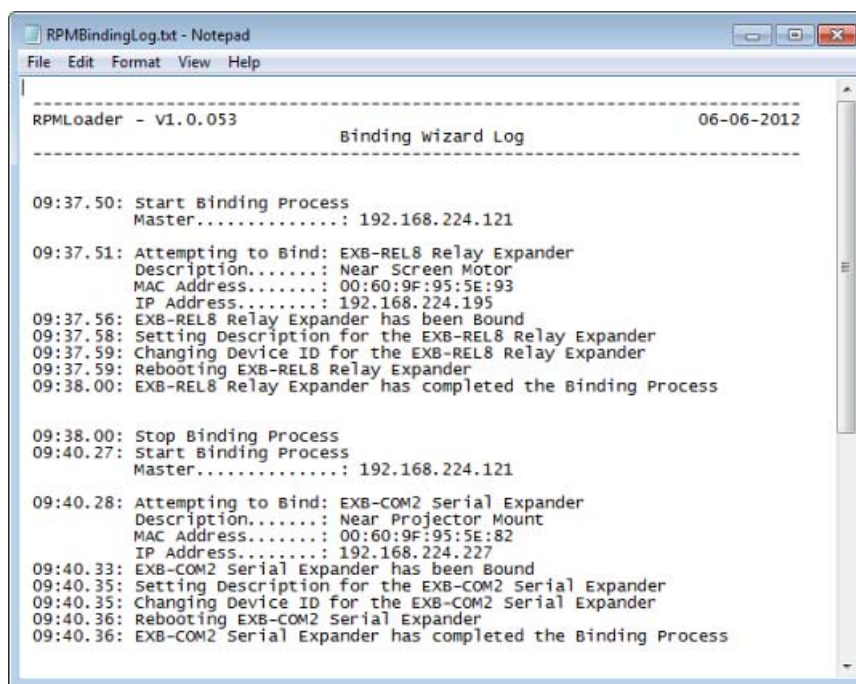 RPMBindingLog.txt - Notepad
File Edit Format View Help
--------------------------------------------------------------------------------
RPMLoader - V1.0.053 06-06-2012
Binding Wizard Log
--------------------------------------------------------------------------------
09:37.50: Start Binding Process
Master..............: 192.168.224.121
09:37.51: Attempting to Bind: EXB-REL8 Relay Expander
Description.......: Near Screen Motor
MAC Address.......: 00:60:9F:95:5E:93
IP Address........: 192.168.224.195
09:37.56: EXB-REL8 Relay Expander has been Bound
09:37.58: Setting Description for the EXB-REL8 Relay Expander
09:37.59: Changing Device ID for the EXB-REL8 Relay Expander
09:37.59: Rebooting EXB-REL8 Relay Expander
09:38.00: EXB-REL8 Relay Expander has completed the Binding Process
09:38.00: Stop Binding Process
09:40.27: Start Binding Process
Master..............: 192.168.224.121
09:40.28: Attempting to Bind: EXB-COM2 Serial Expander
Description.......: Near Projector Mount
MAC Address.......: 00:60:9F:95:5E:82
IP Address........: 192.168.224.227
09:40.33: EXB-COM2 Serial Expander has been Bound
09:40.35: Setting Description for the EXB-COM2 Serial Expander
09:40.35: Changing Device ID for the EXB-COM2 Serial Expander
09:40.36: Rebooting EXB-COM2 Serial Expander
09:40.36: EXB-COM2 Serial Expander has completed the Binding Process